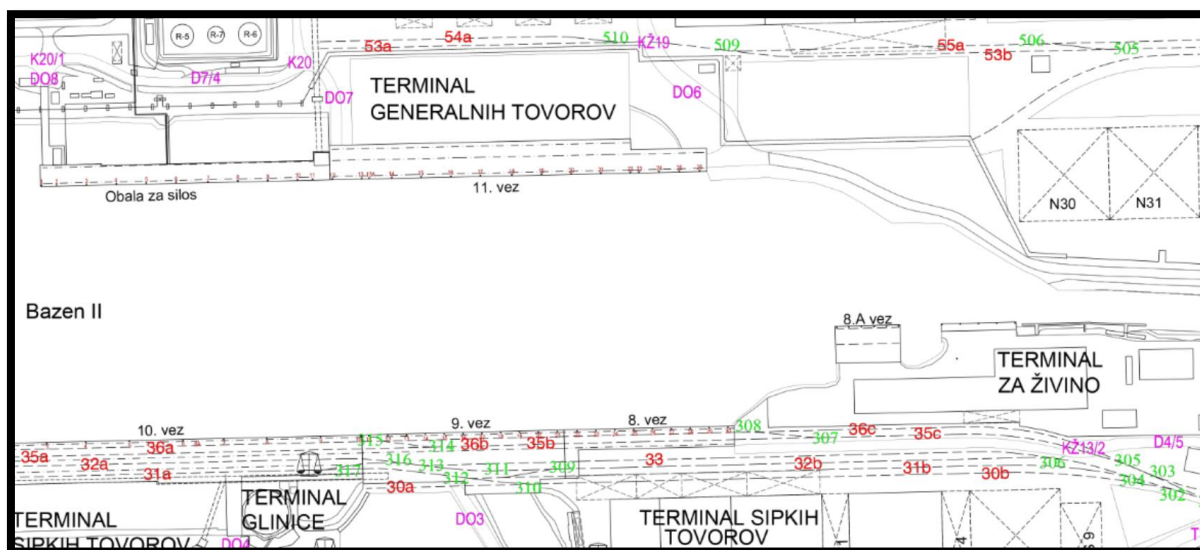 R-5
R-7
R-6
53a
54a
510
KŽ19
509
55a
53b
506
505
K20/1
DO8
D7/4
K20
DO7
DO6
TERMINAL
GENERALNIH TOVOROV
11. vez
Obala za silos
N30
N31
Bazen II
8.A vez
TERMINAL
ZA ŽIVINO
10. vez
9. vez
8. vez
308
36c
35c
307
315
314
36b
35b
36a
35a
32a
31a
316
313
311
309
317
312
310
30a
33
32b
31b
30b
KŽ13/2
D4/5
306
305
303
304
302
TERMINAL
GLINICE
DO3
TERMINAL SIPKIH
TOVOROV
TERMINAL
SIPKIH TOVOROV